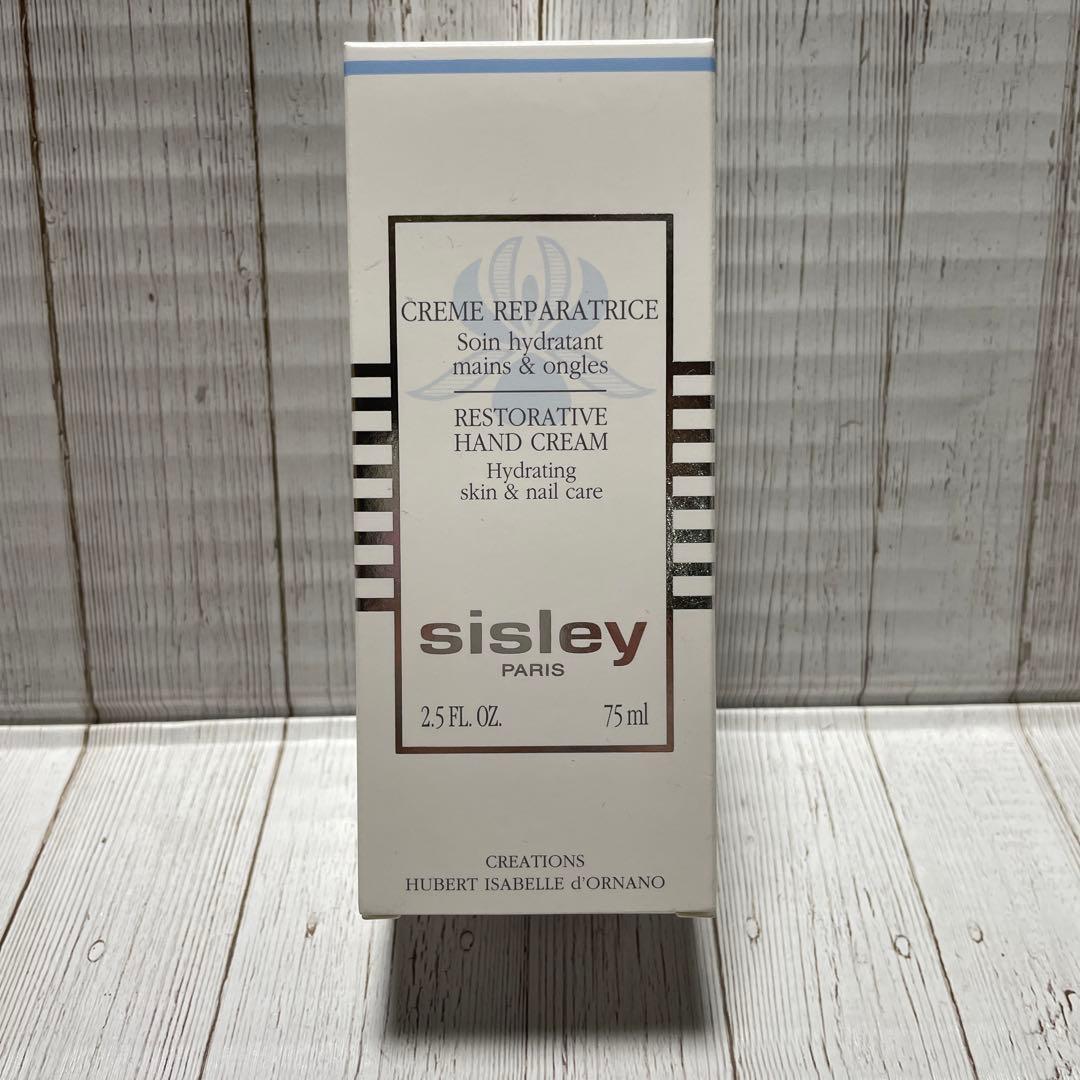 CREME REPARATRICE
Soin hydratant
mains & ongles
RESTORATIVE
HAND CREAM
Hydrating
skin & nail care
sisley
PARIS
2.5 FL. OZ. 75 ml
CREATIONS
HUBERT ISABELLE d'ORNANO